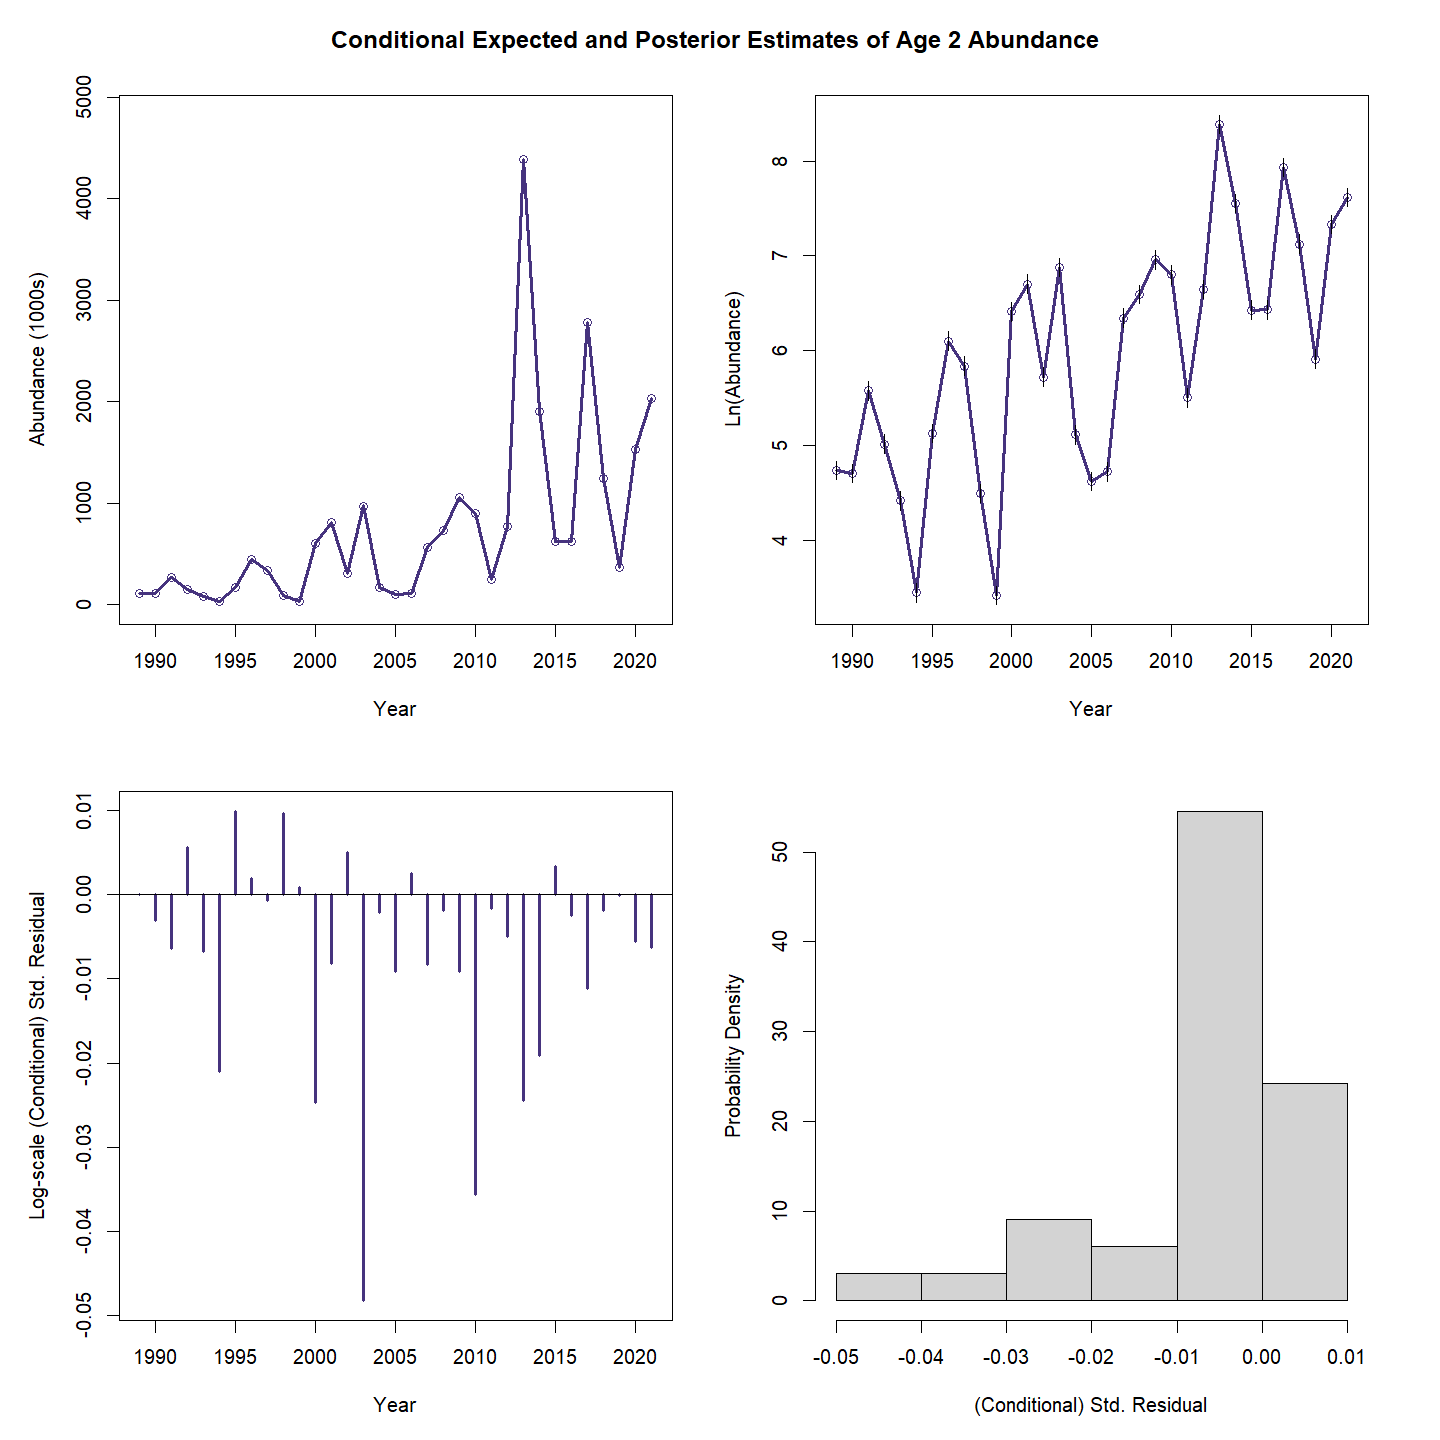 Conditional Expected and Posterior Estimates of Age 2 Abundance
Abundance (1000s)
5000
4000
3000
2000
1000
0
1990 1995 2000 2005 2010 2015 2020
Year
Ln(Abundance)
8
7
6
5
4
1990 1995 2000 2005 2010 2015 2020
Year
Log-scale (Conditional) Std. Residual
0.01
0.00
-0.01
-0.02
-0.03
-0.04
-0.05
1990 1995 2000 2005 2010 2015 2020
Year
Probability Density
50
40
30
20
10
0
-0.05 -0.04 -0.03 -0.02 -0.01 0.00 0.01
(Conditional) Std. Residual